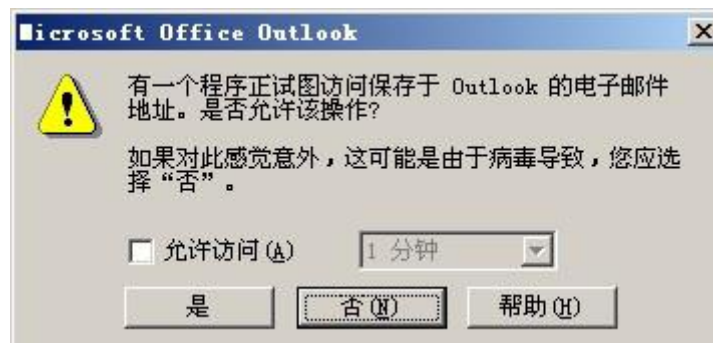 Microsoft Office Outlook
有一个程序正试图访问保存于 Outlook 的电子邮件
地址。是否允许该操作?
如果对此感觉意外，这可能是由于病毒导致，您应选
择“否”。
允许访问(A) 1 分钟
是 否(N) 帮助(H)